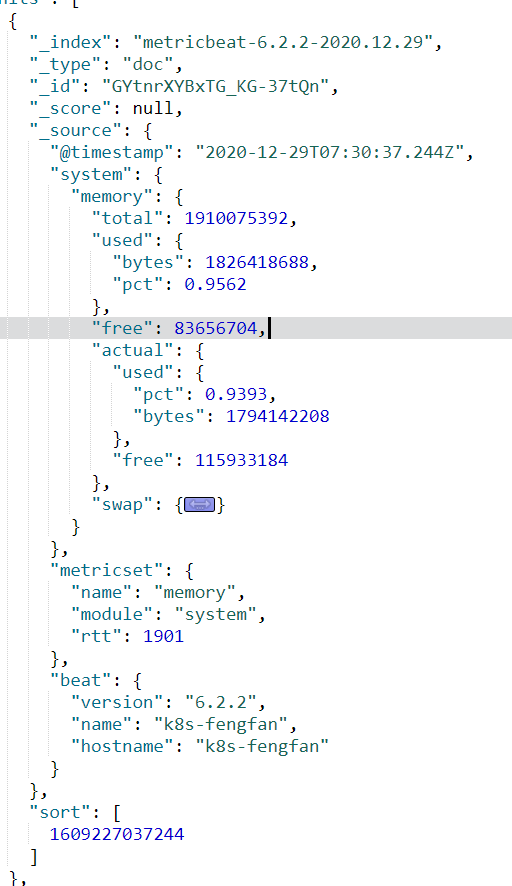 {
"_index": "metricbeat-6.2.2-2020.12.29",
"_type": "doc",
"_id": "GYtnrXYBxTG_KG-37tQn",
"_score": null,
"_source": {
"@timestamp": "2020-12-29T07:30:37.244Z",
"system": {
"memory": {
"total": 1910075392,
"used": {
"bytes": 1826418688,
"pct": 0.9562
},
"free": 83656704,
"actual": {
"used": {
"pct": 0.9393,
"bytes": 1794142208
},
"free": 115933184
},
"swap": {}
}
},
"metricset": {
"name": "memory",
"module": "system",
"rtt": 1901
},
"beat": {
"version": "6.2.2",
"name": "k8s-fengfan",
"hostname": "k8s-fengfan"
}
},
"sort": [
1609227037244
]
},